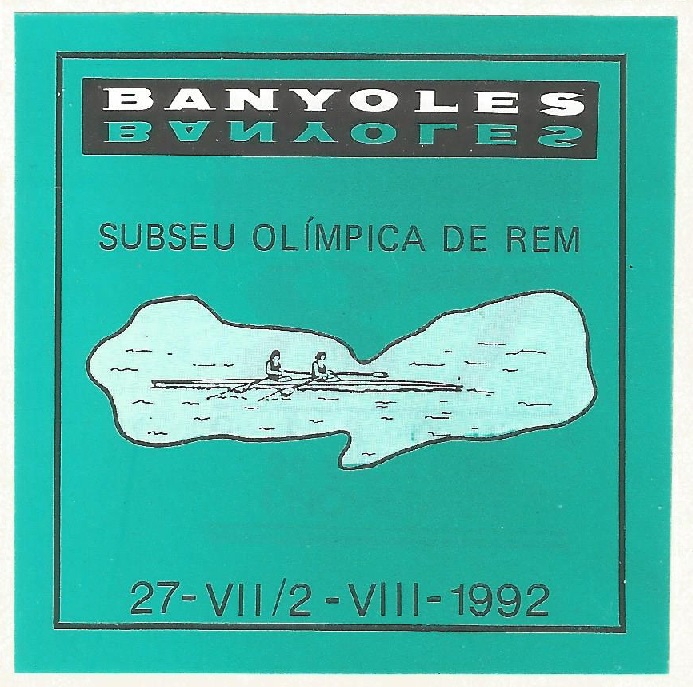 BANYOLES
BANYOLES
SUBSEU OLÍMPICA DE REM
27-VII/2-VIII-1992